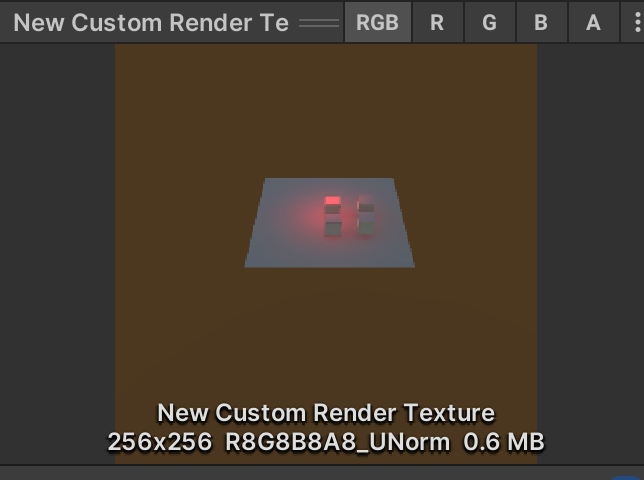 New Custom Render Te
RGB R G B A
New Custom Render Texture
256x256 R8G8B8A8_UNorm 0.6 MB